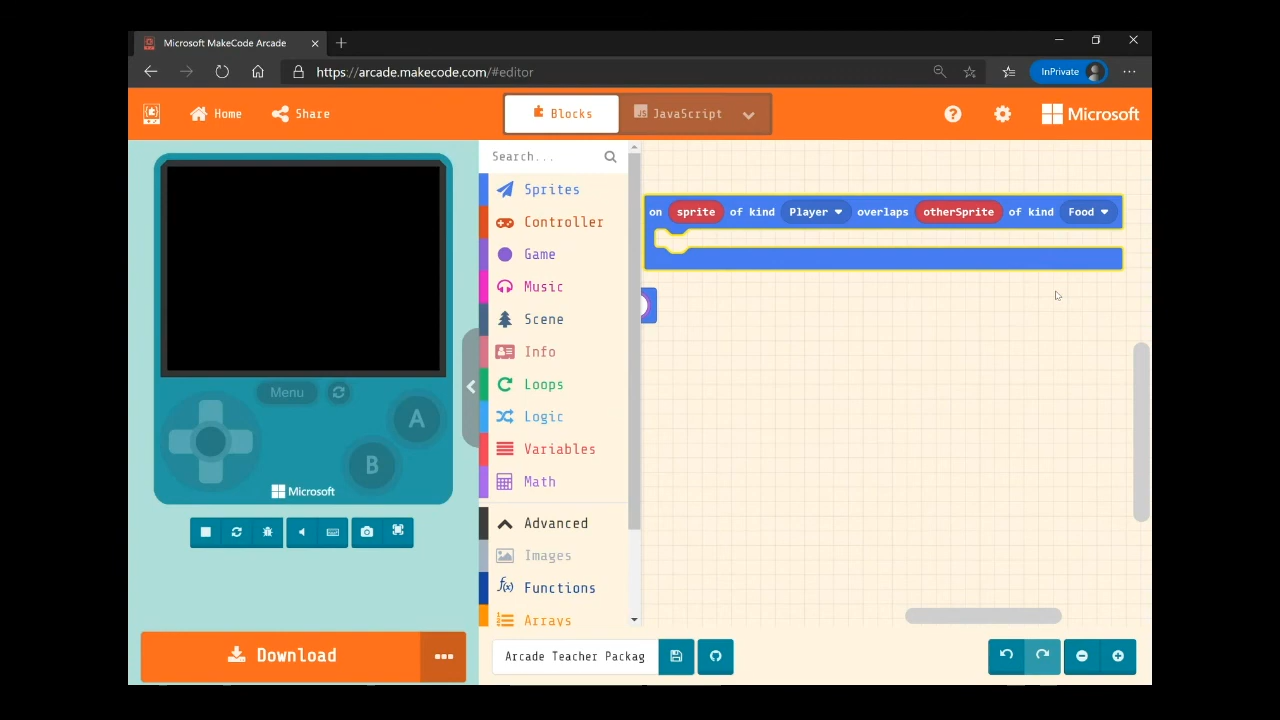 Microsoft MakeCode Arcade
https://arcade.makecode.com/#editor
InPrivate
Home
Share
Blocks
JavaScript
Microsoft
Search...
Sprites
Controller
Game
Music
Scene
Info
Loops
Logic
Variables
Math
Advanced
Images
Functions
Arrays
on sprite of kind Player overlaps otherSprite of kind Food
Menu
A
B
Microsoft
Download
Arcade Teacher Packag